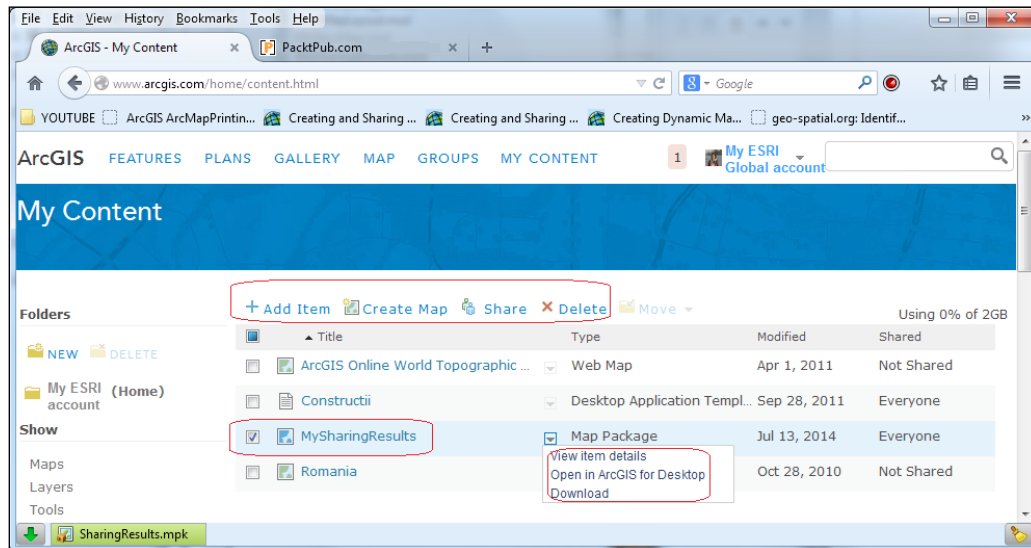 File Edit View History Bookmarks Tools Help
ArcGIS - My Content × PacktPub.com × +
www.arcgis.com/home/content.html 8 Google
YOUTUBE ArcGIS ArcMapPrintin... Creating and Sharing ... Creating and Sharing ... Creating Dynamic Ma... geo-spatial.org: Identif... »
ArcGIS FEATURES PLANS GALLERY MAP GROUPS MY CONTENT 1 My ESRI
Global account
My Content
+ Add Item Create Map Share × Delete Move
Folders Using 0% of 2GB
Title Type Modified Shared
NEW DELETE
ArcGIS Online World Topographic ... Web Map Apr 1, 2011 Not Shared
My ESRI (Home)
account
Constructii Desktop Application Templ... Sep 28, 2011 Everyone
Show
MySharingResults Map Package Jul 13, 2014 Everyone
View item details
Maps
Open in ArcGIS for Desktop
Romania Oct 28, 2010 Not Shared
Layers
Download
Tools
SharingResults.mpk